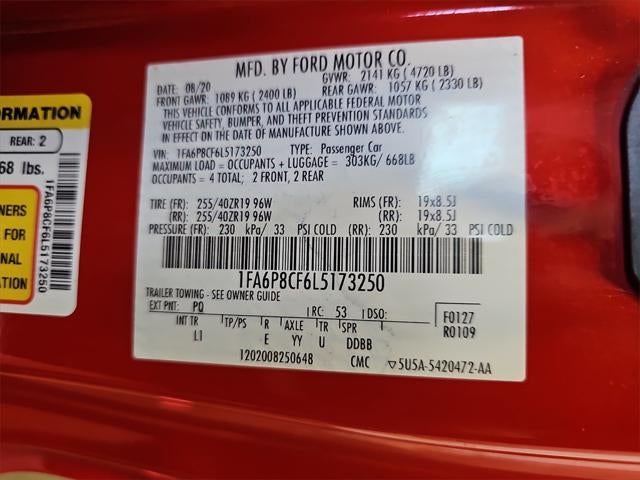 ORMATION
REAR: 2
68 lbs.
NERS
FOR
NAL
ATION
1FA6P8CF6L5173250
MFD. BY FORD MOTOR CO.
DATE: 08/20 GVWR: 2141 KG ( 4720 LB)
FRONT GAWR: 1089 KG ( 2400 LB) REAR GAWR: 1057 KG ( 2330 LB)
THIS VEHICLE CONFORMS TO ALL APPLICABLE FEDERAL MOTOR
VEHICLE SAFETY, BUMPER, AND THEFT PREVENTION STANDARDS
IN EFFECT ON THE DATE OF MANUFACTURE SHOWN ABOVE.
VIN: 1FA6P8CF6L5173250 TYPE: Passenger Car
MAXIMUM LOAD = OCCUPANTS + LUGGAGE = 303KG/ 668LB
OCCUPANTS = 4 TOTAL; 2 FRONT, 2 REAR
TIRE (FR): 255/40ZR19 96W RIMS (FR): 19x8.5J
(RR): 255/40ZR19 96W (RR): 19x8.5J
PRESSURE (FR): 230 kPa/ 33 PSI COLD (RR): 230 kPa/ 33 PSI COLD
1FA6P8CF6L5173250
TRAILER TOWING - SEE OWNER GUIDE
EXT PNT: PQ RC: 53 DSO: F0127
INT TR TP/PS R AXLE TR SPR R0109
LI E YY U DDBB
1202008250648 CMC ▽5U5A-5420472-AA